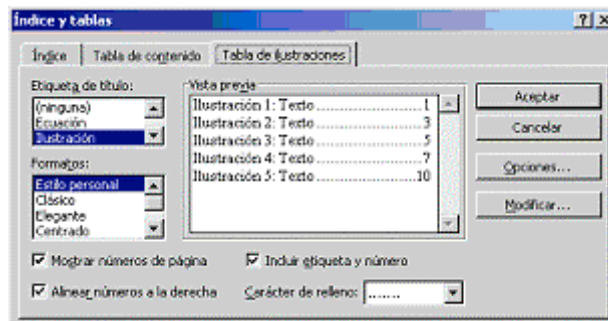 Índice y tablas
Índice Tabla de contenido Tabla de ilustraciones
Etiqueta de título:
(ninguna)
Ecuación
Ilustración
Formatos:
Estilo personal
Clásico
Elegante
Centrado
Vista previa
Ilustración 1: Texto.....................1
Ilustración 2: Texto.....................3
Ilustración 3: Texto.....................5
Ilustración 4: Texto.....................7
Ilustración 5: Texto.....................10
Aceptar
Cancelar
Opciones...
Modificar...
Mostrar números de página
Incluir etiqueta y número
Alinear números a la derecha
Carácter de relleno: .......